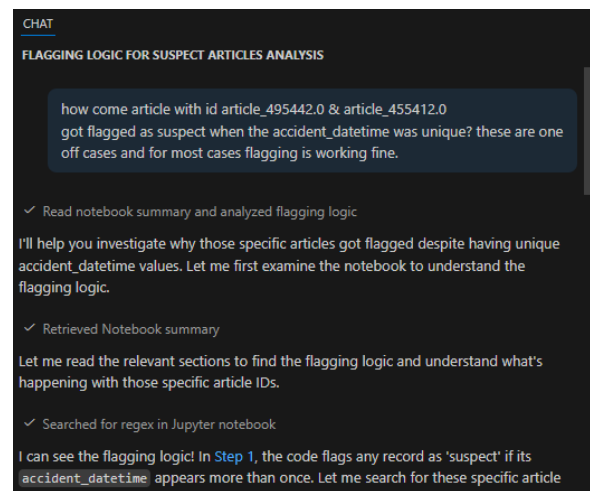 CHAT
FLAGGING LOGIC FOR SUSPECT ARTICLES ANALYSIS
how come article with id article_495442.0 & article_455412.0
got flagged as suspect when the accident_datetime was unique? these are one
off cases and for most cases flagging is working fine.
Read notebook summary and analyzed flagging logic
I'll help you investigate why those specific articles got flagged despite having unique
accident_datetime values. Let me first examine the notebook to understand the
flagging logic.
Retrieved Notebook summary
Let me read the relevant sections to find the flagging logic and understand what's
happening with those specific article IDs.
Searched for regex in Jupyter notebook
I can see the flagging logic! In Step 1, the code flags any record as 'suspect' if its
accident_datetime appears more than once. Let me search for these specific article